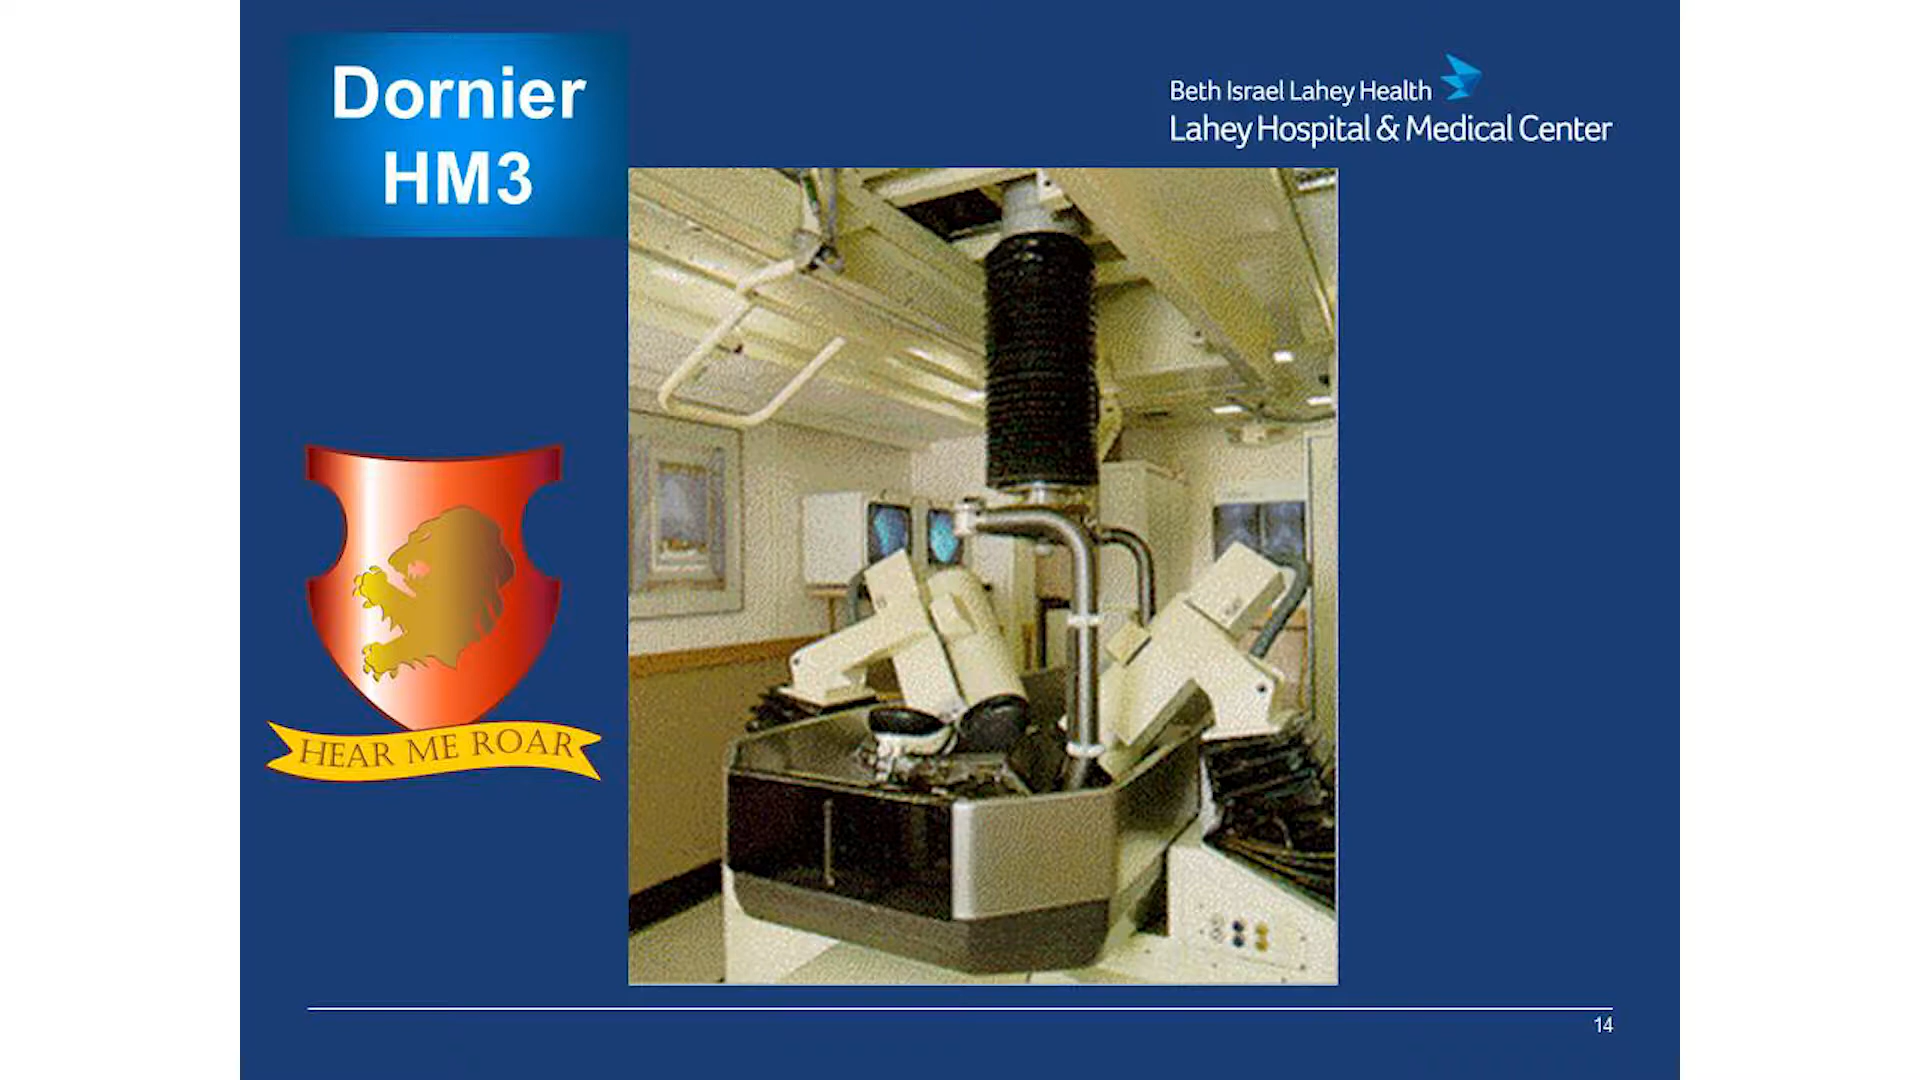 Dornier
HM3
Beth Israel Lahey Health
Lahey Hospital & Medical Center
HEAR ME ROAR
14